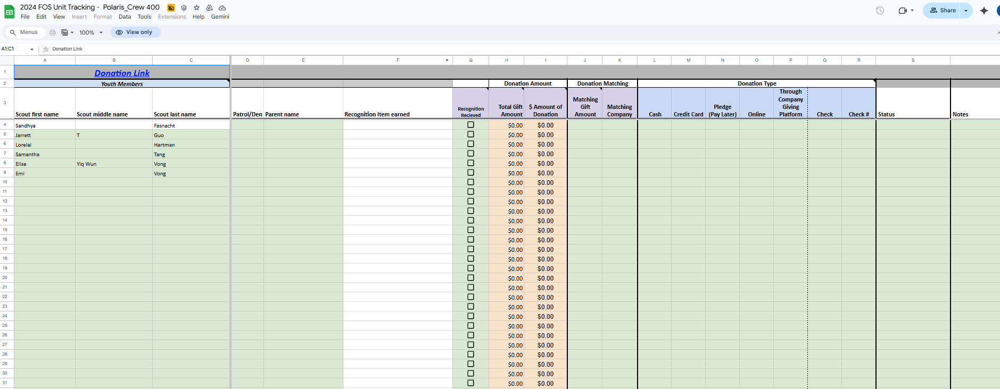 2024 FOS Unit Tracking - Polaris_Crew 400
File Edit View Insert Format Data Tools Extensions Help Gemini
Share
Menus 100% View only
A1:C1 fx Donation Link
A B C D E F G H I J K L M N O P Q R S
1 Donation Link
2 Youth Members Donation Amount Donation Matching Donation Type
3 Scout first name Scout middle name Scout last name Patrol/Den Parent name Recognition Item earned Recognition Recieved Total Gift Amount $ Amount of Donation Matching Gift Amount Matching Company Cash Credit Card Pledge (Pay Later) Online Through Company Giving Platform Check Check # Status Notes
4 Sandhya Fasnacht $0.00 $0.00
5 Jarrett T Guo $0.00 $0.00
6 Lorelai Hartman $0.00 $0.00
7 Samantha Tang $0.00 $0.00
8 Elise Yiq Wun Vong $0.00 $0.00
9 Emi Vong $0.00 $0.00
10 $0.00 $0.00
11 $0.00 $0.00
12 $0.00 $0.00
13 $0.00 $0.00
14 $0.00 $0.00
15 $0.00 $0.00
16 $0.00 $0.00
17 $0.00 $0.00
18 $0.00 $0.00
19 $0.00 $0.00
20 $0.00 $0.00
21 $0.00 $0.00
22 $0.00 $0.00
23 $0.00 $0.00
24 $0.00 $0.00
25 $0.00 $0.00
26 $0.00 $0.00
27 $0.00 $0.00
28 $0.00 $0.00
29 $0.00 $0.00
30 $0.00 $0.00
31 $0.00 $0.00